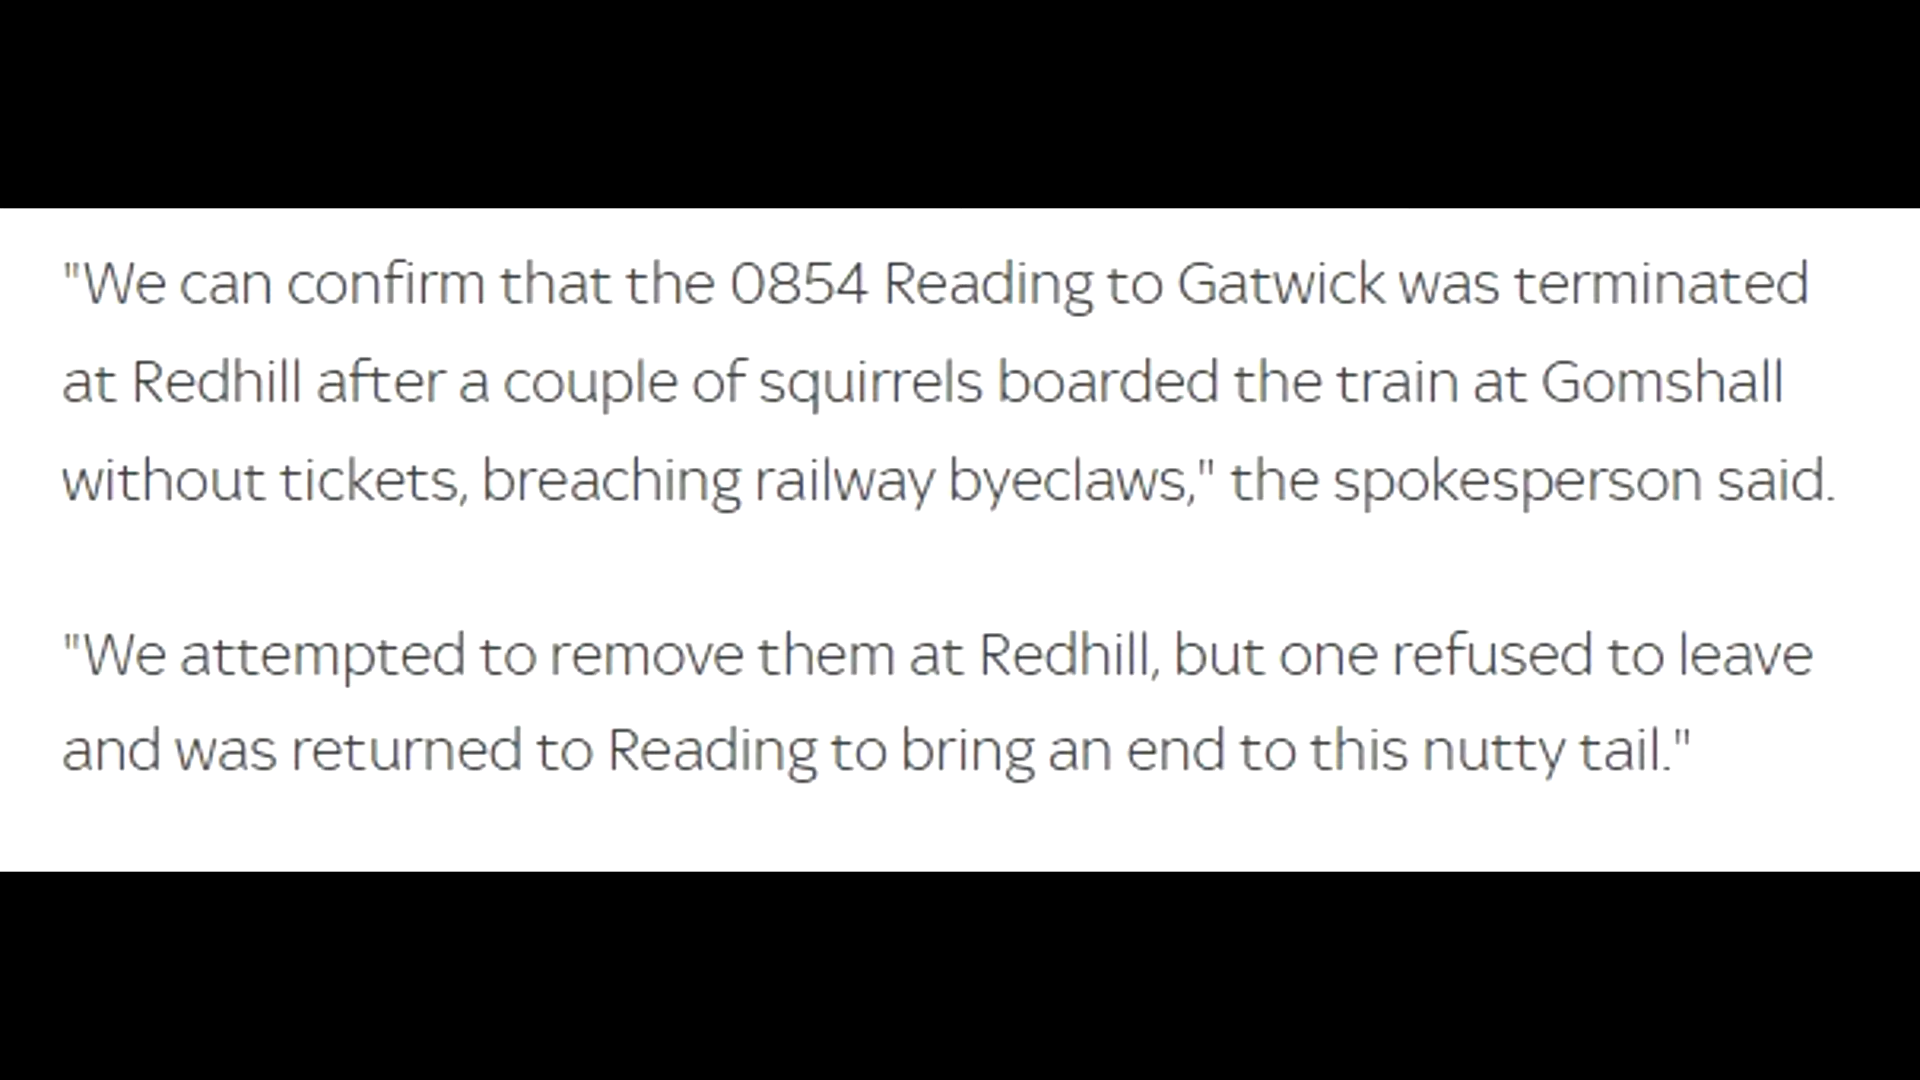 "We can confirm that the 0854 Reading to Gatwick was terminated
at Redhill after a couple of squirrels boarded the train at Gomshall
without tickets, breaching railway byeclaws," the spokesperson said.
"We attempted to remove them at Redhill, but one refused to leave
and was returned to Reading to bring an end to this nutty tail."